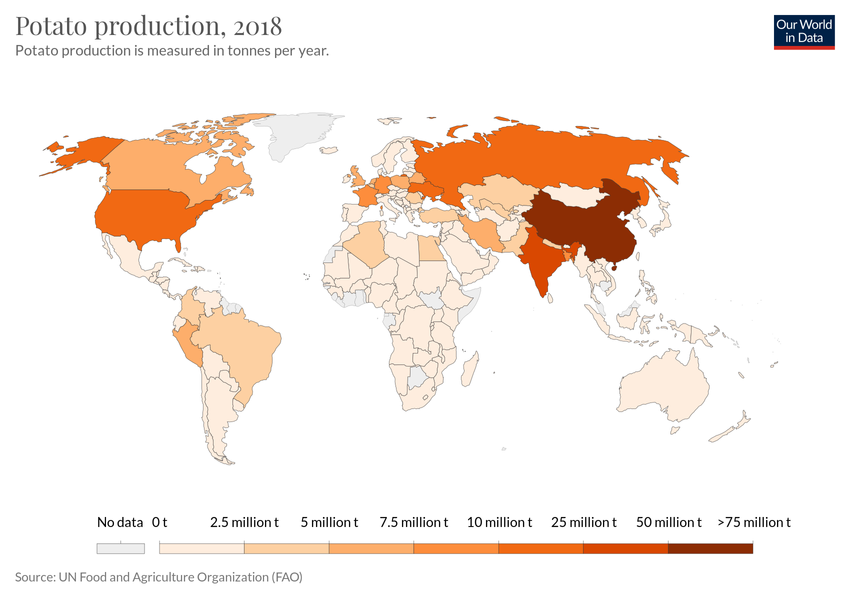 Potato production, 2018
Potato production is measured in tonnes per year.
Our World
in Data
No data 0 t 2.5 million t 5 million t 7.5 million t 10 million t 25 million t 50 million t >75 million t
Source: UN Food and Agriculture Organization (FAO)